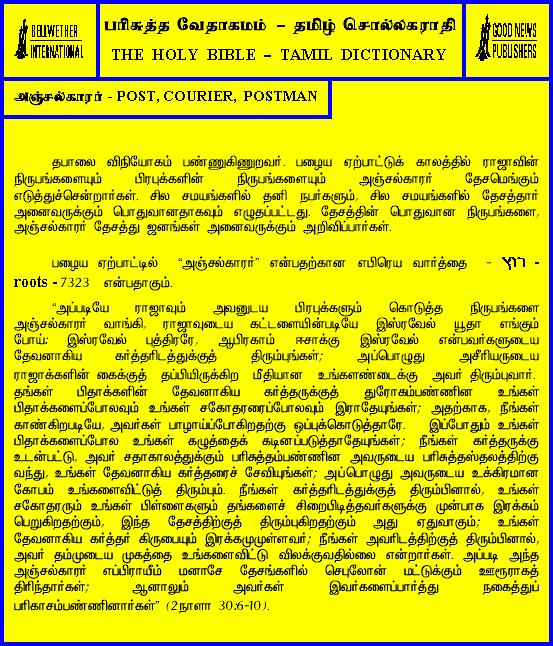 BELLWETHER
INTERNATIONAL
பரிசுத்த வேதாகமம் – தமிழ் சொல்லகராதி
THE HOLY BIBLE – TAMIL DICTIONARY
GOOD NEWS
PUBLISHERS
அஞ்சல்காரர் - POST, COURIER, POSTMAN
தபாலை விநியோகம் பண்ணுகிணுறவர். பழைய ஏற்பாட்டுக் காலத்தில் ராஜாவின்
நிருபங்களையும் பிரபுக்களின் நிருபங்களையும் அஞ்சல்காரர் தேசமெங்கும்
எடுத்துச்சென்றார்கள். சில சமயங்களில் தனி நபர்களும், சில சமயங்களில் தேசத்தார்
அனைவருக்கும் பொதுவானதாகவும் எழுதப்பட்டது. தேசத்தின் பொதுவான நிருபங்களை,
அஞ்சல்காரர் தேசத்து ஜனங்கள் அனைவருக்கும் அறிவிப்பார்கள்.
பழைய ஏற்பாட்டில் “அஞ்சல்காரர்” என்பதற்கான எபிரெய வார்த்தை - רוץ -
roots - 7323 என்பதாகும்.
“அப்படியே ராஜாவும் அவனுடைய பிரபுக்களும் கொடுத்த நிருபங்களை
அஞ்சல்காரர் வாங்கி, ராஜாவுடைய கட்டளையின்படியே இஸ்ரவேல் யூதா எங்கும்
போய்: இஸ்ரவேல் புத்திரரே, ஆபிரகாம் ஈசாக்கு இஸ்ரவேல் என்பவர்களுடைய
தேவனாகிய கர்த்தரிடத்துக்குத் திரும்புங்கள்; அப்பொழுது அசீரியருடைய
ராஜாக்களின் கைக்குத் தப்பியிருக்கிற மீதியான உங்களண்டைக்கு அவர் திரும்புவார்.
தங்கள் பிதாக்களின் தேவனாகிய கர்த்தருக்குத் துரோகம்பண்ணின உங்கள்
பிதாக்களைப்போலவும் உங்கள் சகோதரரைப்போலவும் இராதேயுங்கள்; அதற்காக, நீங்கள்
காண்கிறபடியே, அவர்கள் பாழாய்ப்போகிறதற்கு ஒப்புக்கொடுத்தாரே. இப்போதும் உங்கள்
பிதாக்களைப்போல உங்கள் கழுத்தைக் கடினப்படுத்தாதேயுங்கள்; நீங்கள் கர்த்தருக்கு
உடன்பட்டு, அவர் சதாகாலத்துக்கும் பரிசுத்தம்பண்ணின அவருடைய பரிசுத்தஸ்தலத்திற்கு
வந்து, உங்கள் தேவனாகிய கர்த்தரைச் சேவியுங்கள்; அப்பொழுது அவருடைய உக்கிரமான
கோபம் உங்களைவிட்டுத் திரும்பும். நீங்கள் கர்த்தரிடத்துக்குத் திரும்பினால், உங்கள்
சகோதரரும் உங்கள் பிள்ளைகளும் தங்களைச் சிறைபிடித்தவர்களுக்கு முன்பாக இரக்கம்
பெறுகிறதற்கும், இந்த தேசத்திற்குத் திரும்புகிறதற்கும் அது ஏதுவாகும்; உங்கள்
தேவனாகிய கர்த்தர் கிருபையும் இரக்கமுமுள்ளவர்; நீங்கள் அவரிடத்திற்குத் திரும்பினால்,
அவர் தம்முடைய முகத்தை உங்களைவிட்டு விலக்குவதில்லை என்றார்கள். அப்படி அந்த
அஞ்சல்காரர் எப்பிராயீம் மனாசே தேசங்களில் செபுலோன் மட்டுக்கும் ஊரூராகத்
திரிந்தார்கள்; ஆனாலும் அவர்கள் இவர்களைப்பார்த்து நகைத்துப்
பரிகாசம்பண்ணினார்கள்” (2நாளா 30:6-10).